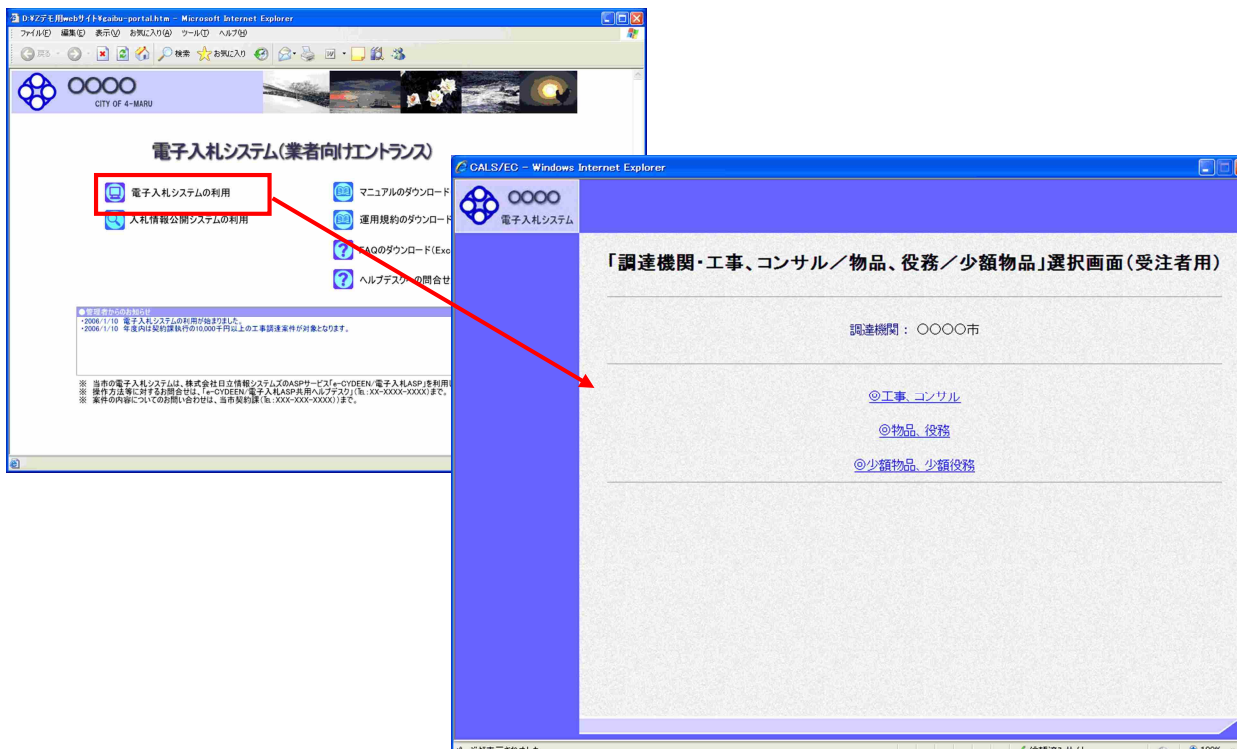 D:¥Zデモ用webサイト¥gaibu-portal.htm - Microsoft Internet Explorer
ファイル(F) 編集(E) 表示(V) お気に入り(A) ツール(T) ヘルプ(H)
戻る 検索 お気に入り
○○○○
CITY OF 4-MARU
電子入札システム(業者向けエントランス)
電子入札システムの利用
マニュアルのダウンロード
入札情報公開システムの利用
運用規約のダウンロード
FAQのダウンロード(Exc
ヘルプデスクへの問合せ
●管理者からのお知らせ
・2006/1/10 電子入札システムの利用が始まりました。
・2006/1/10 年度内は契約課執行の10,000千円以上の工事調達案件が対象となります。
※ 当市の電子入札システムは、株式会社日立情報システムズのASPサービス「e-CYDEEN/電子入札ASP」を利用し
※ 操作方法等に対するお問合せは、「e-CYDEEN/電子入札ASP共用ヘルプデスク」(℡:XX-XXXX-XXXX)まで。
※ 案件の内容についてのお問い合わせは、当市契約課(℡:XXX-XXX-XXXX))まで。
CALS/EC - Windows Internet Explorer
○○○○
電子入札システム
「調達機関・工事、コンサル／物品、役務／少額物品」選択画面(受注者用)
調達機関： ○○○○市
◎工事、コンサル
◎物品、役務
◎少額物品、少額役務
ページが表示されました
100%